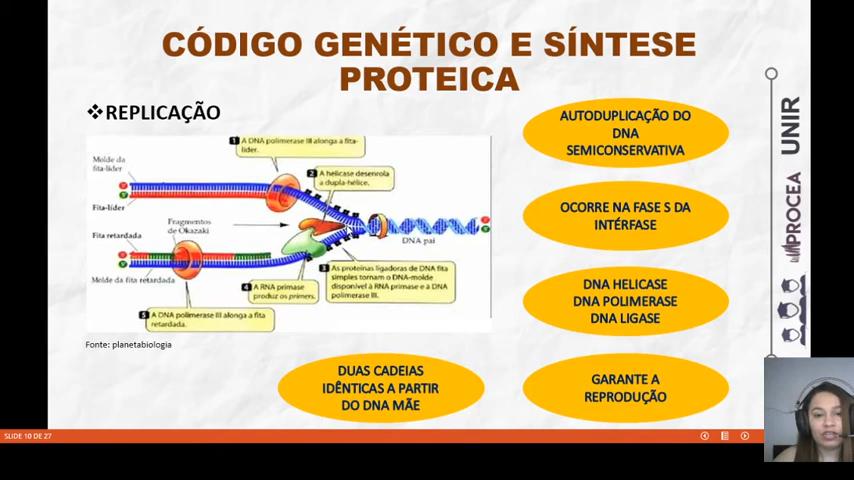 CÓDIGO GENÉTICO E SÍNTESE
PROTEICA
❖REPLICAÇÃO
1 A DNA polimerase III alonga a fita-
líder.
2 A helicase desenrola
a dupla-hélice.
Molde da
fita-líder
Fita-líder
Fragmentos
de Okazaki
Fita retardada
DNA pai
Molde da fita retardada
3 As proteínas ligadoras de DNA fita
simples tornam o DNA-molde
disponível à RNA primase e à DNA
polimerase III.
4 A RNA primase
produz os primers.
5 A DNA polimerase III alonga a fita
retardada.
Fonte: planetabiologia
AUTODUPLICAÇÃO DO
DNA
SEMICONSERVATIVA
OCORRE NA FASE S DA
INTÉRFASE
DNA HELICASE
DNA POLIMERASE
DNA LIGASE
DUAS CADEIAS
IDÊNTICAS A PARTIR
DO DNA MÃE
GARANTE A
REPRODUÇÃO
PROCEA UNIR
SLIDE 10 DE 27